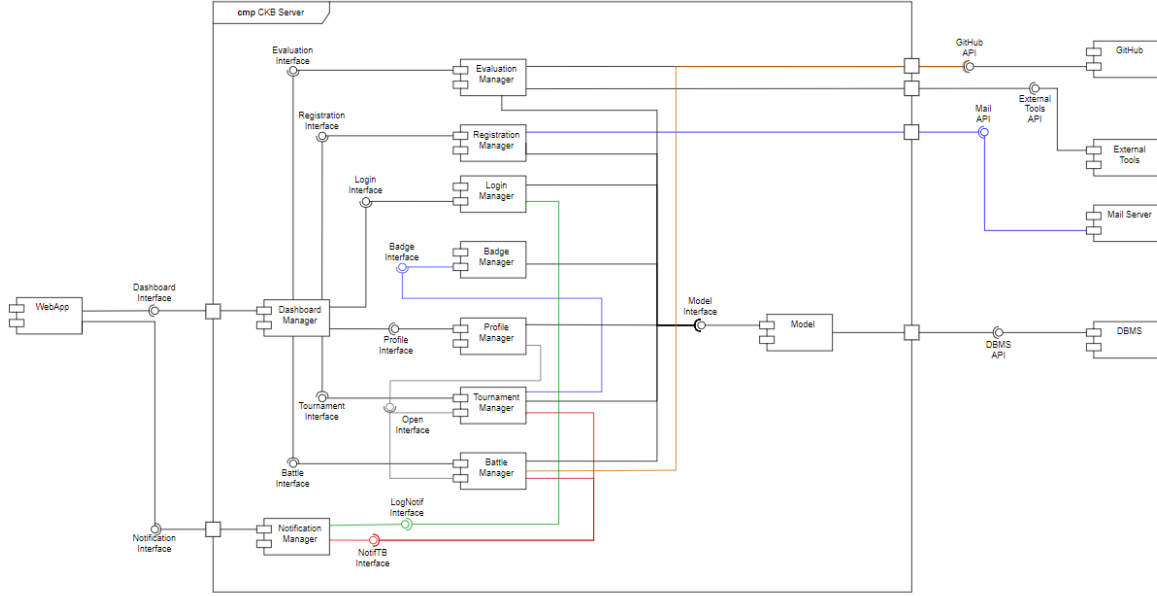 cmp CKB Server
Evaluation
Interface
Evaluation
Manager
GitHub
API
GitHub
External
Tools
API
Registration
Interface
Registration
Manager
Mail
API
External
Tools
Login
Interface
Login
Manager
Mail Server
Badge
Interface
Badge
Manager
Dashboard
Interface
WebApp
Dashboard
Manager
Profile
Interface
Profile
Manager
Model
Interface
Model
DBMS
API
DBMS
Tournament
Interface
Open
Interface
Tournament
Manager
Battle
Interface
Battle
Manager
LogNotif
Interface
Notification
Interface
Notification
Manager
NotifTB
Interface